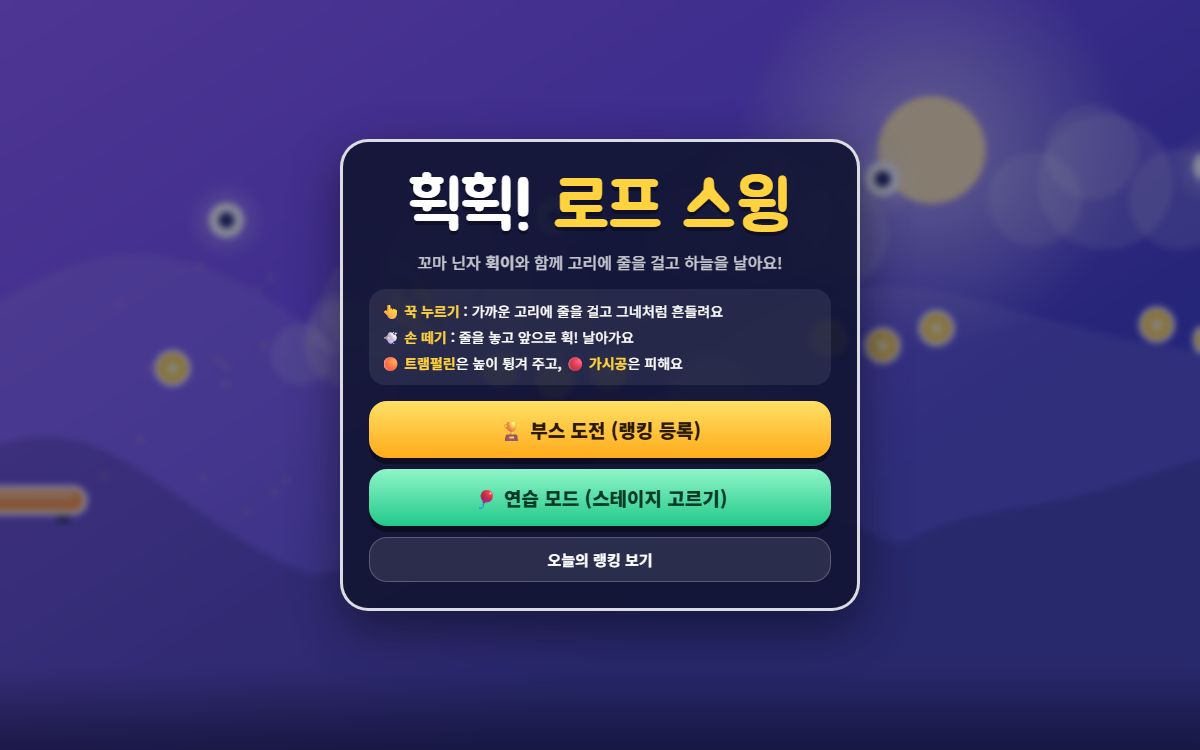 휙휙! 로프 스윙
꼬마 닌자 휙이와 함께 고리에 줄을 걸고 하늘을 날아요!
꾹 누르기 : 가까운 고리에 줄을 걸고 그네처럼 흔들려요
손 떼기 : 줄을 놓고 앞으로 휙! 날아가요
트램펄린은 높이 튕겨 주고, 가시공은 피해요
부스 도전 (랭킹 등록)
연습 모드 (스테이지 고르기)
오늘의 랭킹 보기